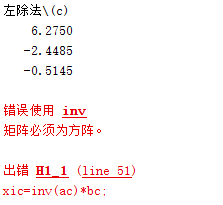 左除法\(c)
6.2750
-2.4485
-0.5145
错误使用 inv
矩阵必须为方阵。
出错 H1_1 (line 51)
xic=inv(ac)*bc;